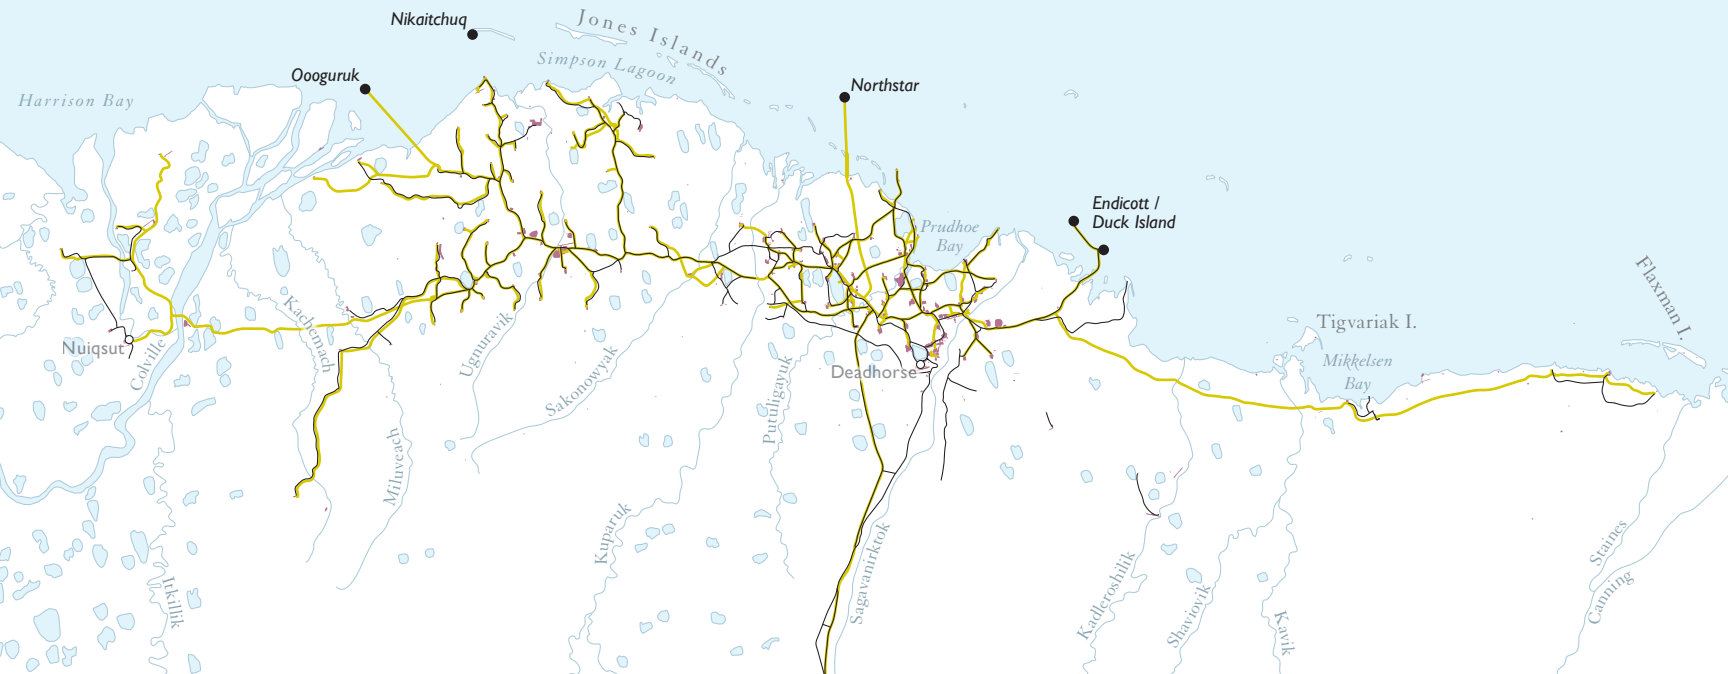 Nikaitchuq
Jones Islands
Simpson Lagoon
Oooguruk
Harrison Bay
Northstar
Endicott /
Duck Island
Prudhoe
Bay
Flaxman I.
Tigvariak I.
Mikkelsen
Bay
Nuiqsut
Colville
Kachemach
Ugnuravik
Sakonowyak
Putuligayuk
Deadhorse
Miluveach
Kuparuk
Sagavanirktok
Itkillik
Kadleroshilik
Shaviovik
Kavik
Staines
Canning